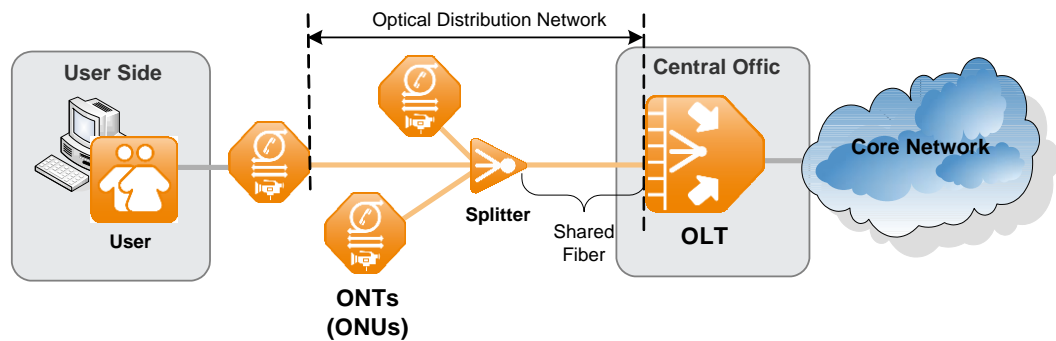 Optical Distribution Network
User Side
Central Offic
Core Network
Splitter
User
Shared
Fiber
OLT
ONTs
(ONUs)